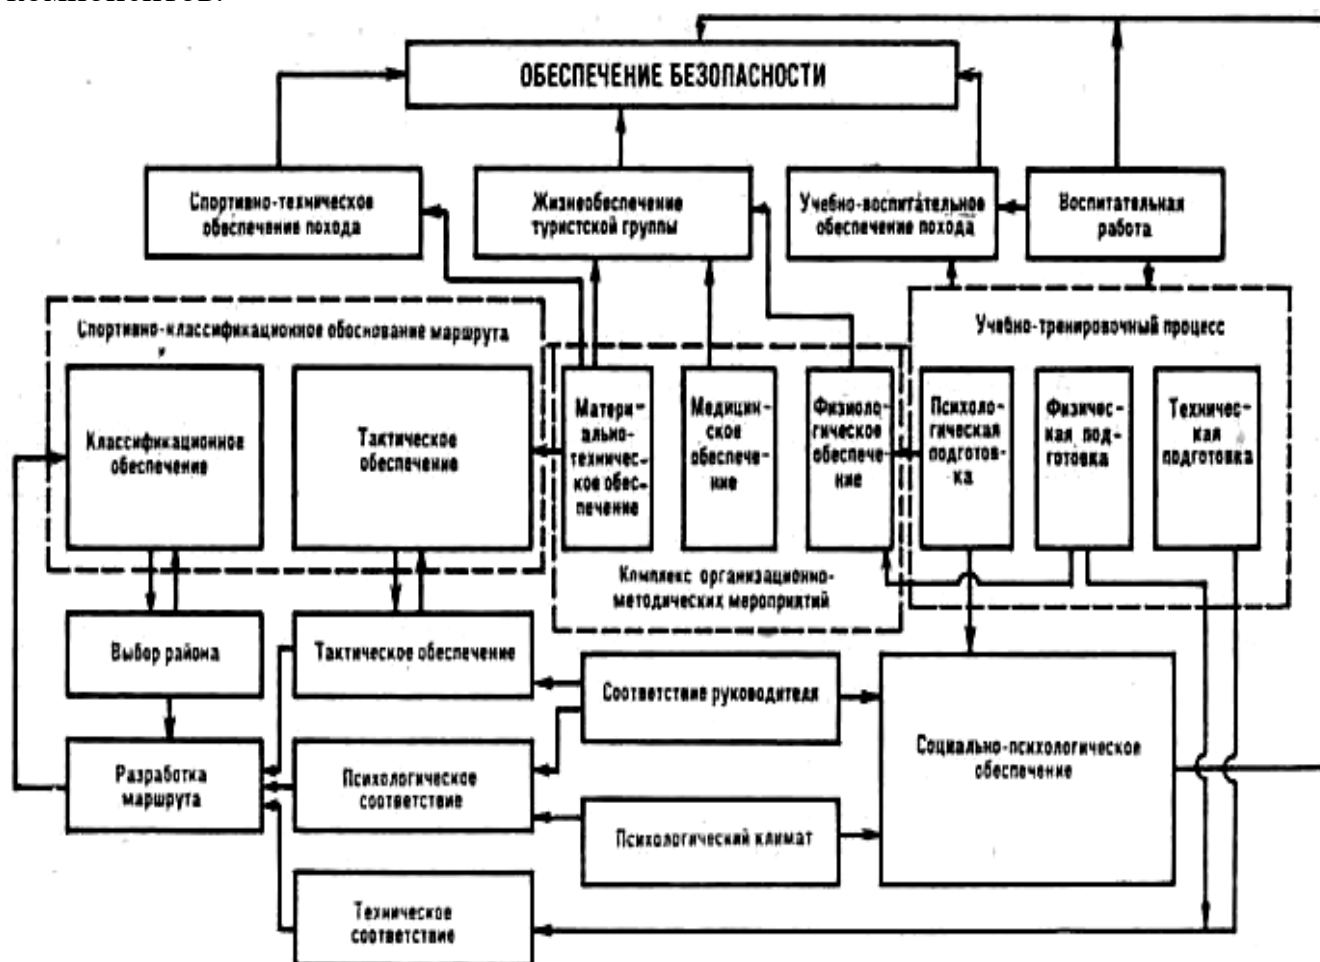 компонентов.
ОБЕСПЕЧЕНИЕ БЕЗОПАСНОСТИ
Спортивно-техническое
обеспечение похода
Жизнеобеспечение
туристской группы
Учебно-воспитательное
обеспечение похода
Воспитательная
работа
Спортивно-классификационное обоснование маршрута
Учебно-тренировочный процесс
Классификационное
обеспечение
Тактическое
обеспечение
Матери-
ально-
техничес-
кое обес-
печение
Медицин-
ское
обеспече-
ние
Физиоло-
гическое
обеспече-
ние
Психоло-
гическая
подготов-
ка
Физичес-
кая под-
готовка
Техничес-
кая
подготовка
Комплекс организационно-
методических мероприятий
Выбор района
Тактическое обеспечение
Соответствие руководителя
Социально-психологическое
обеспечение
Разработка
маршрута
Психологическое
соответствие
Психологический климат
Техническое
соответствие